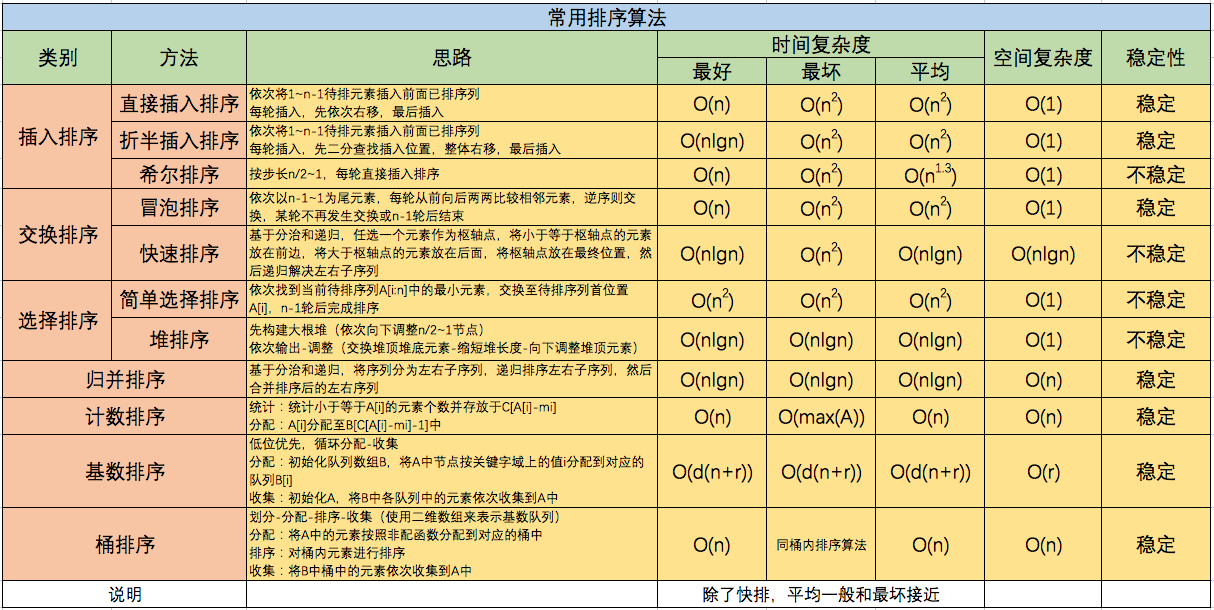 常用排序算法
类别 方法 思路 时间复杂度 空间复杂度 稳定性
最好 最坏 平均
插入排序
直接插入排序
依次将1~n-1待排元素插入前面已排序列
每轮插入，先依次右移，最后插入
O(n) O(n²) O(n²) O(1) 稳定
折半插入排序
依次将1~n-1待排元素插入前面已排序列
每轮插入，先二分查找插入位置，整体右移，最后插入
O(nlgn) O(n²) O(n²) O(1) 稳定
希尔排序
按步长n/2~1，每轮直接插入排序
O(n) O(n²) O(n¹·³) O(1) 不稳定
交换排序
冒泡排序
依次以n-1~1为尾元素，每轮从前向后两两比较相邻元素，逆序则交
换，某轮不再发生交换或n-1轮后结束
O(n) O(n²) O(n²) O(1) 稳定
快速排序
基于分治和递归，任选一个元素作为枢轴点，将小于等于枢轴点的元素
放在前边，将大于枢轴点的元素放在后面，将枢轴点放在最终位置，然
后递归解决左右子序列
O(nlgn) O(n²) O(nlgn) O(nlgn) 不稳定
选择排序
简单选择排序
依次找到当前待排序列A[i:n]中的最小元素，交换至待排序列首位置
A[i]，n-1轮后完成排序
O(n²) O(n²) O(n²) O(1) 不稳定
堆排序
先构建大根堆（依次向下调整n/2~1节点）
依次输出-调整（交换堆顶堆底元素-缩短堆长度-向下调整堆顶元素）
O(nlgn) O(nlgn) O(nlgn) O(1) 不稳定
归并排序
基于分治与递归，将序列分为左右子序列，递归排序左右子序列，然后
合并排序后的左右序列
O(nlgn) O(nlgn) O(nlgn) O(n) 稳定
计数排序
统计：统计小于等于A[i]的元素个数并存放于C[A[i]-mi]
分配：A[i]分配至B[C[A[i]-mi]-1]中
O(n) O(max(A)) O(n) O(n) 稳定
基数排序
低位优先，循环分配-收集
分配：初始化队列数组B，将A中节点按关键字域上的值i分配到对应的
队列B[i]
收集：初始化A，将B中各队列中的元素依次收集到A中
O(d(n+r)) O(d(n+r)) O(d(n+r)) O(r) 稳定
桶排序
划分-分配-排序-收集（使用二维数组来表示基数队列）
分配：将A中的元素按照非配函数分配到对应的桶中
排序：对桶内元素进行排序
收集：将B中桶中的元素依次收集到A中
O(n) 同桶内排序算法 O(n) O(n) 稳定
说明 除了快排，平均一般和最坏接近